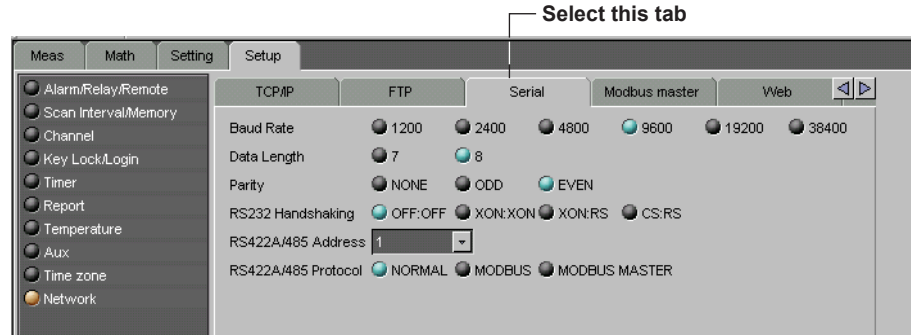 Select this tab
Meas Math Setting Setup
Alarm/Relay/Remote
Scan Interval/Memory
Channel
Key Lock/Login
Timer
Report
Temperature
Aux
Time zone
Network
TCP/IP FTP Serial Modbus master Web
Baud Rate 1200 2400 4800 9600 19200 38400
Data Length 7 8
Parity NONE ODD EVEN
RS232 Handshaking OFF:OFF XON:XON XON:RS CS:RS
RS422A/485 Address 1
RS422A/485 Protocol NORMAL MODBUS MODBUS MASTER